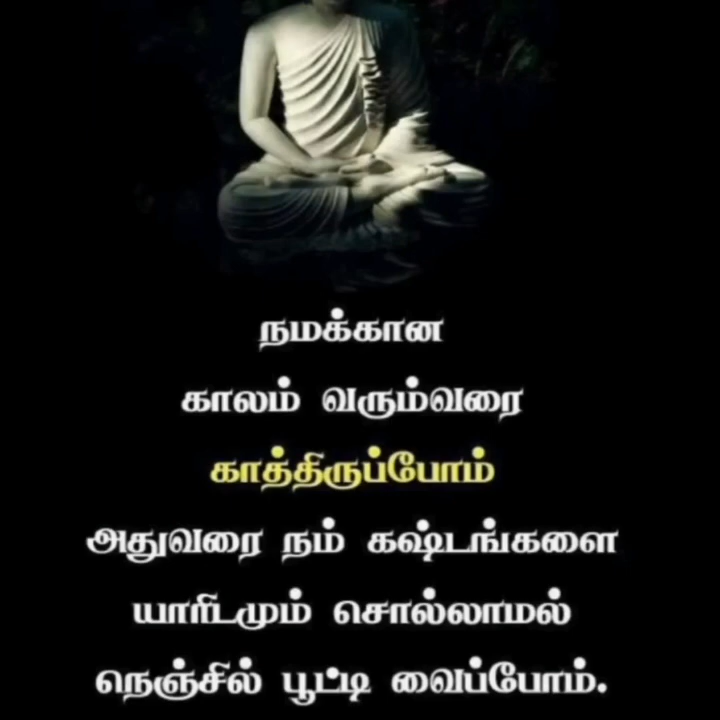 நமக்கான
காலம் வரும்வரை
காத்திருப்போம்
அதுவரை நம் கஷ்டங்களை
யாரிடமும் சொல்லாமல்
நெஞ்சில் பூட்டி வைப்போம்.